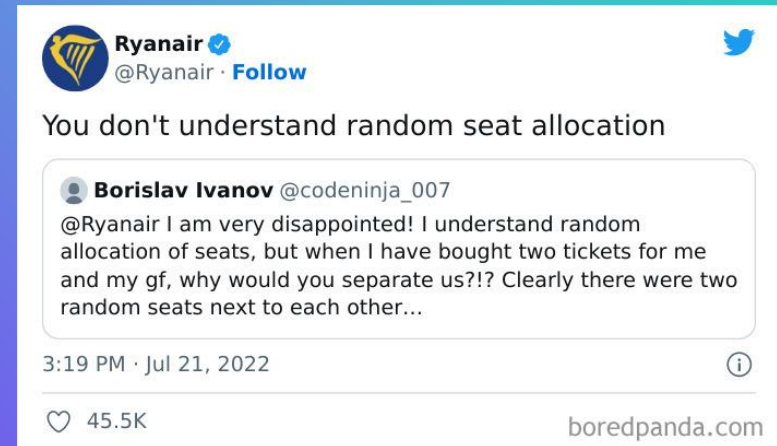 Ryanair
@Ryanair · Follow
You don't understand random seat allocation
Borislav Ivanov @codeninja_007
@Ryanair I am very disappointed! I understand random
allocation of seats, but when I have bought two tickets for me
and my gf, why would you separate us?!? Clearly there were two
random seats next to each other...
3:19 PM · Jul 21, 2022
45.5K
boredpanda.com